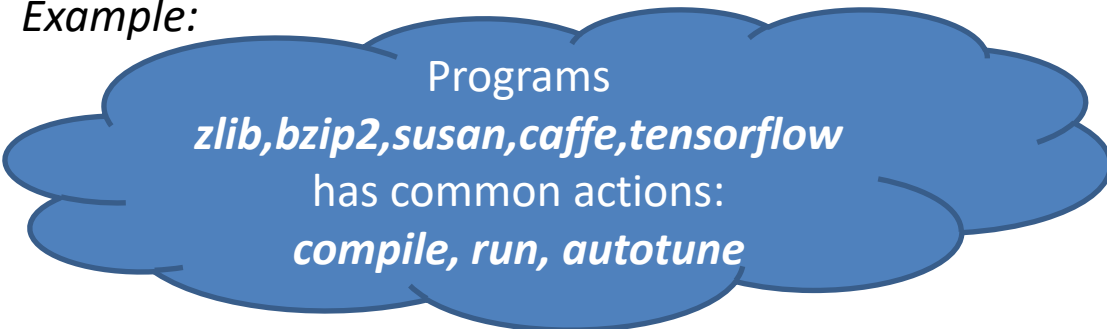 Example:
Programs
zlib,bzip2,susan,caffe,tensorflow
has common actions:
compile, run, autotune